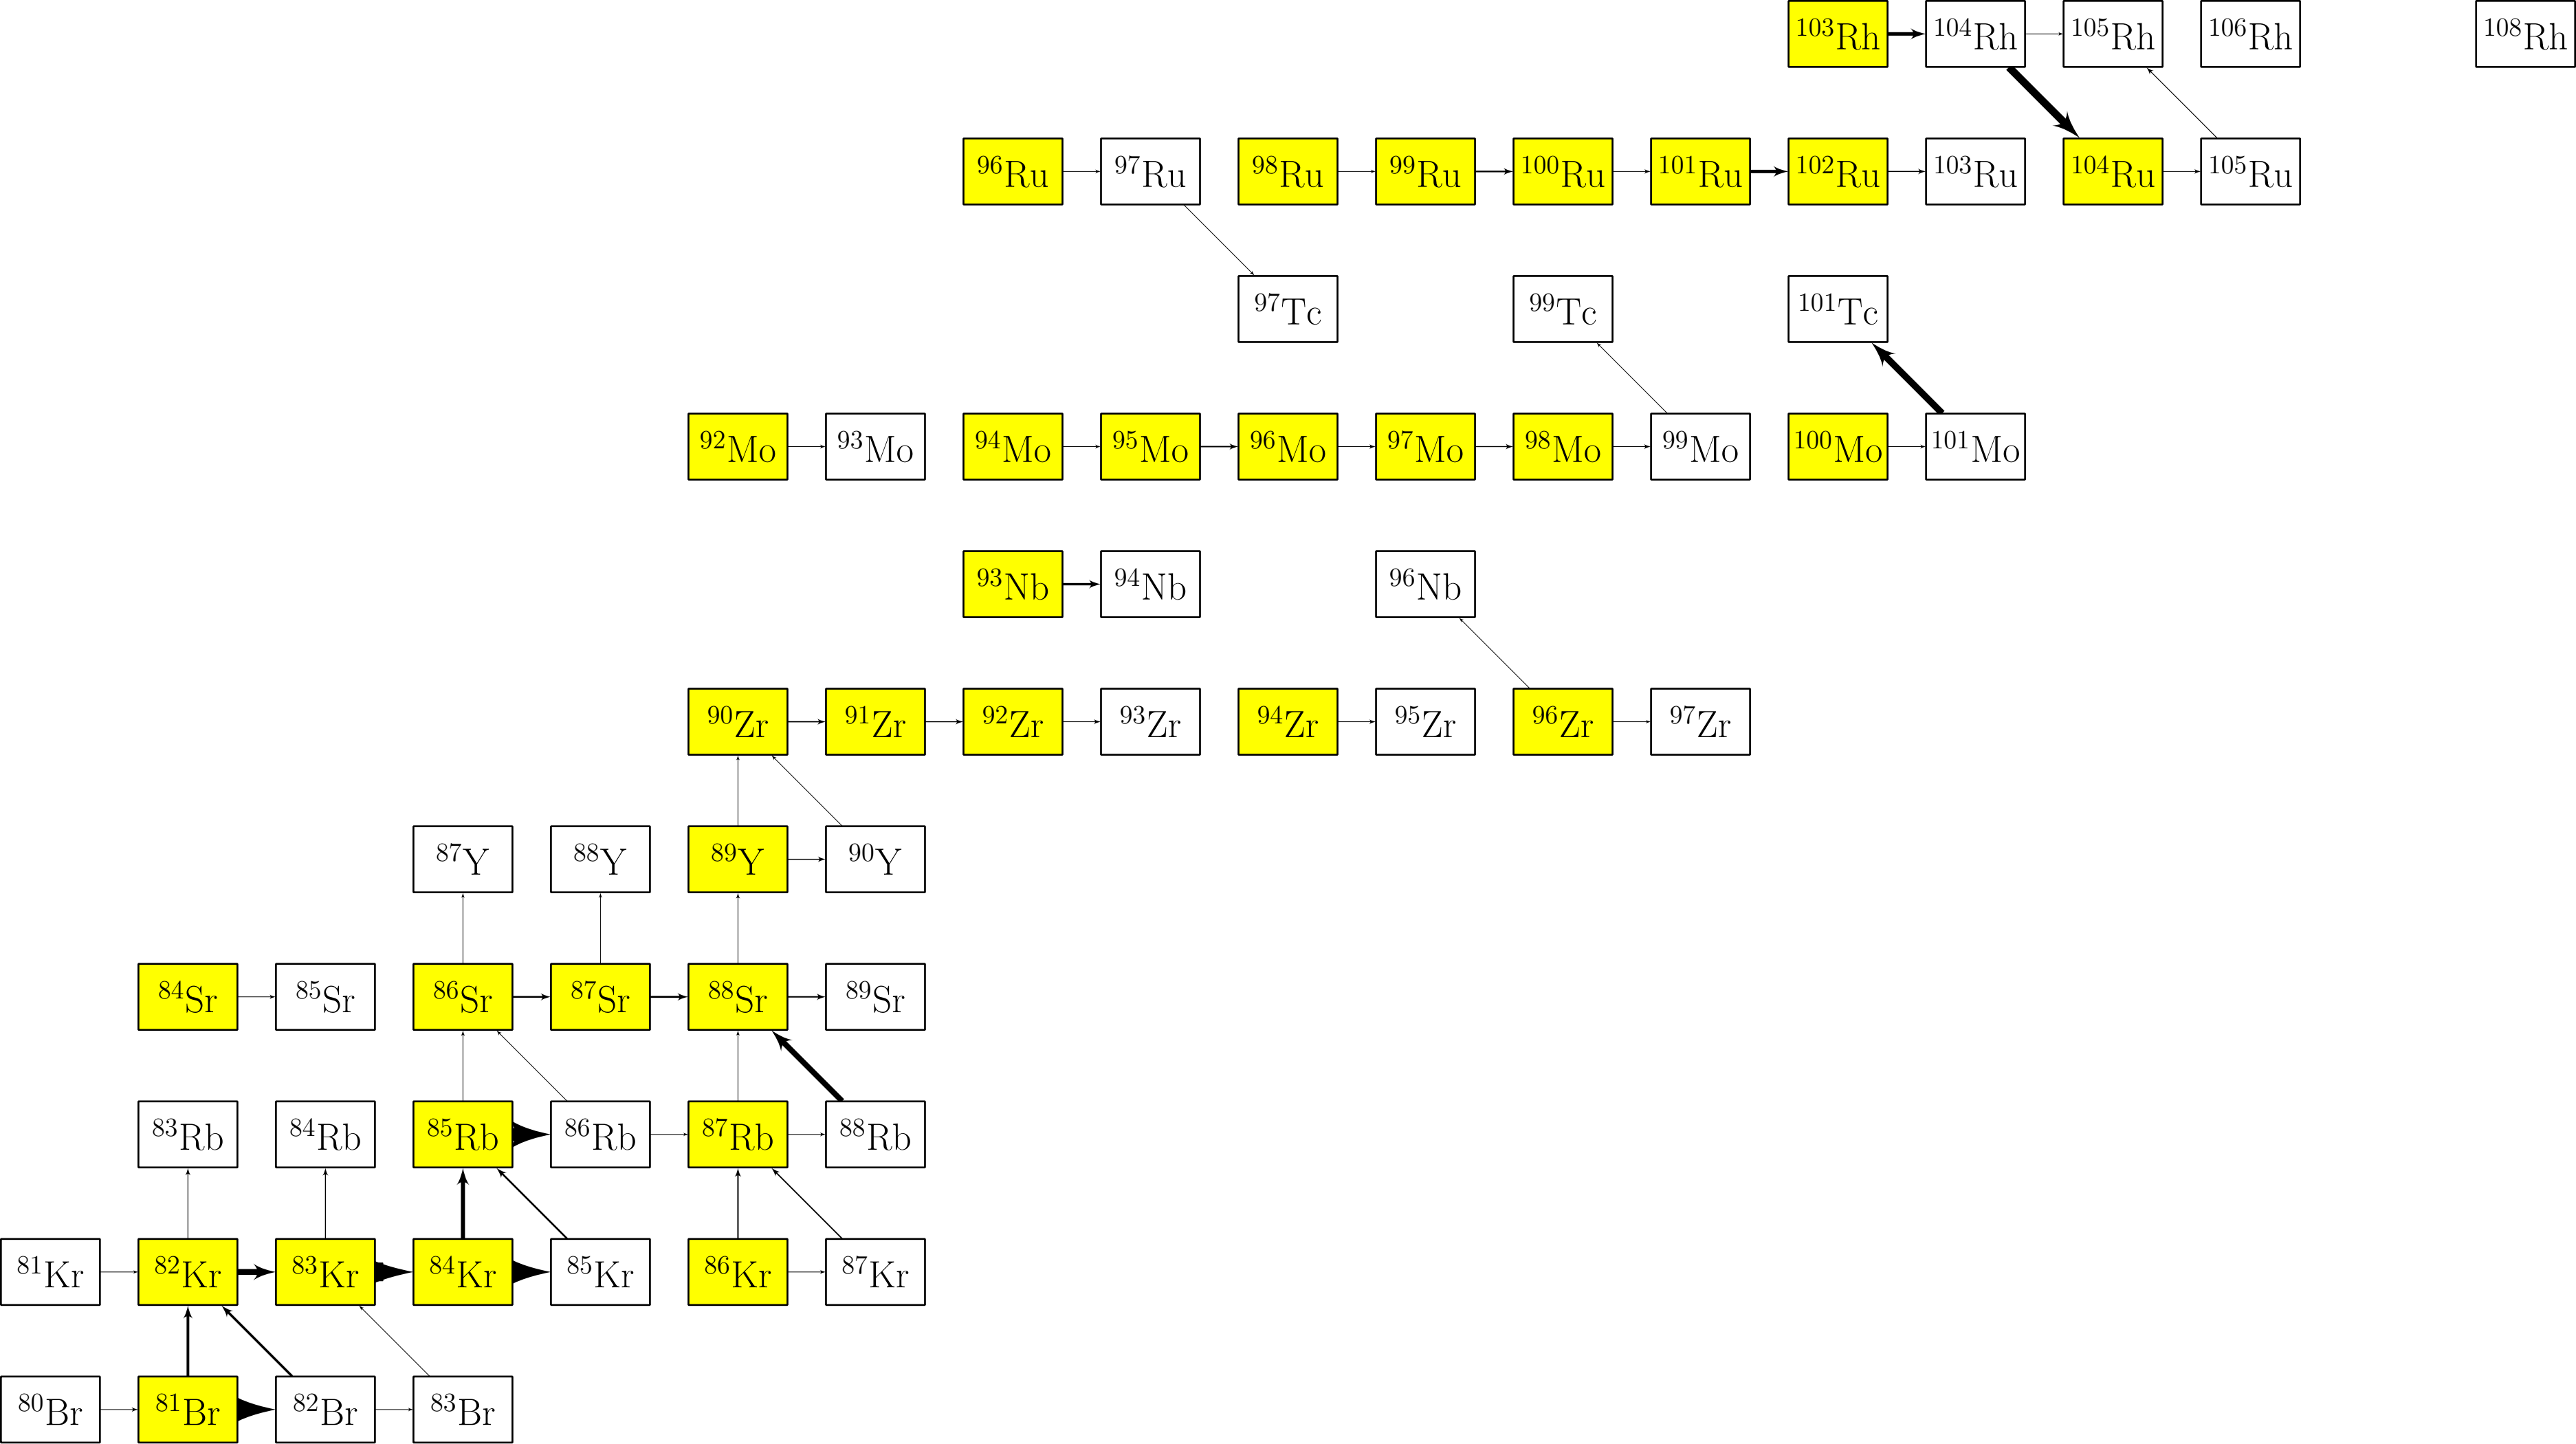 ¹⁰³Rh ¹⁰⁴Rh ¹⁰⁵Rh ¹⁰⁶Rh ¹⁰⁸Rh
⁹⁶Ru ⁹⁷Ru ⁹⁸Ru ⁹⁹Ru ¹⁰⁰Ru ¹⁰¹Ru ¹⁰²Ru ¹⁰³Ru ¹⁰⁴Ru ¹⁰⁵Ru
⁹⁷Tc ⁹⁹Tc ¹⁰¹Tc
⁹²Mo ⁹³Mo ⁹⁴Mo ⁹⁵Mo ⁹⁶Mo ⁹⁷Mo ⁹⁸Mo ⁹⁹Mo ¹⁰⁰Mo ¹⁰¹Mo
⁹³Nb ⁹⁴Nb ⁹⁶Nb
⁹⁰Zr ⁹¹Zr ⁹²Zr ⁹³Zr ⁹⁴Zr ⁹⁵Zr ⁹⁶Zr ⁹⁷Zr
⁸⁷Y ⁸⁸Y ⁸⁹Y ⁹⁰Y
⁸⁴Sr ⁸⁵Sr ⁸⁶Sr ⁸⁷Sr ⁸⁸Sr ⁸⁹Sr
⁸³Rb ⁸⁴Rb ⁸⁵Rb ⁸⁶Rb ⁸⁷Rb ⁸⁸Rb
⁸¹Kr ⁸²Kr ⁸³Kr ⁸⁴Kr ⁸⁵Kr ⁸⁶Kr ⁸⁷Kr
⁸⁰Br ⁸¹Br ⁸²Br ⁸³Br